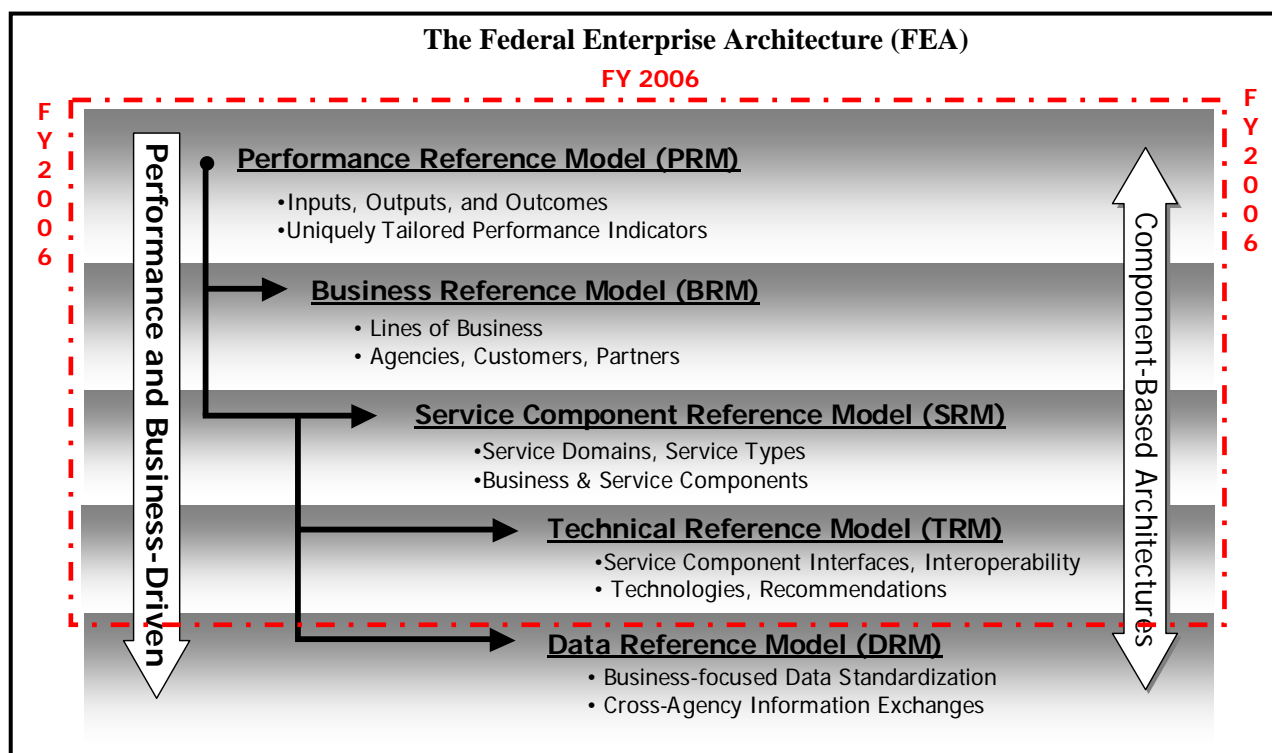 The Federal Enterprise Architecture (FEA)
FY 2006
FY2006
FY2006
Performance and Business-Driven
Performance Reference Model (PRM)
•Inputs, Outputs, and Outcomes
•Uniquely Tailored Performance Indicators
Business Reference Model (BRM)
• Lines of Business
• Agencies, Customers, Partners
Service Component Reference Model (SRM)
•Service Domains, Service Types
•Business & Service Components
Technical Reference Model (TRM)
•Service Component Interfaces, Interoperability
• Technologies, Recommendations
Data Reference Model (DRM)
• Business-focused Data Standardization
• Cross-Agency Information Exchanges
Component-Based Architectures